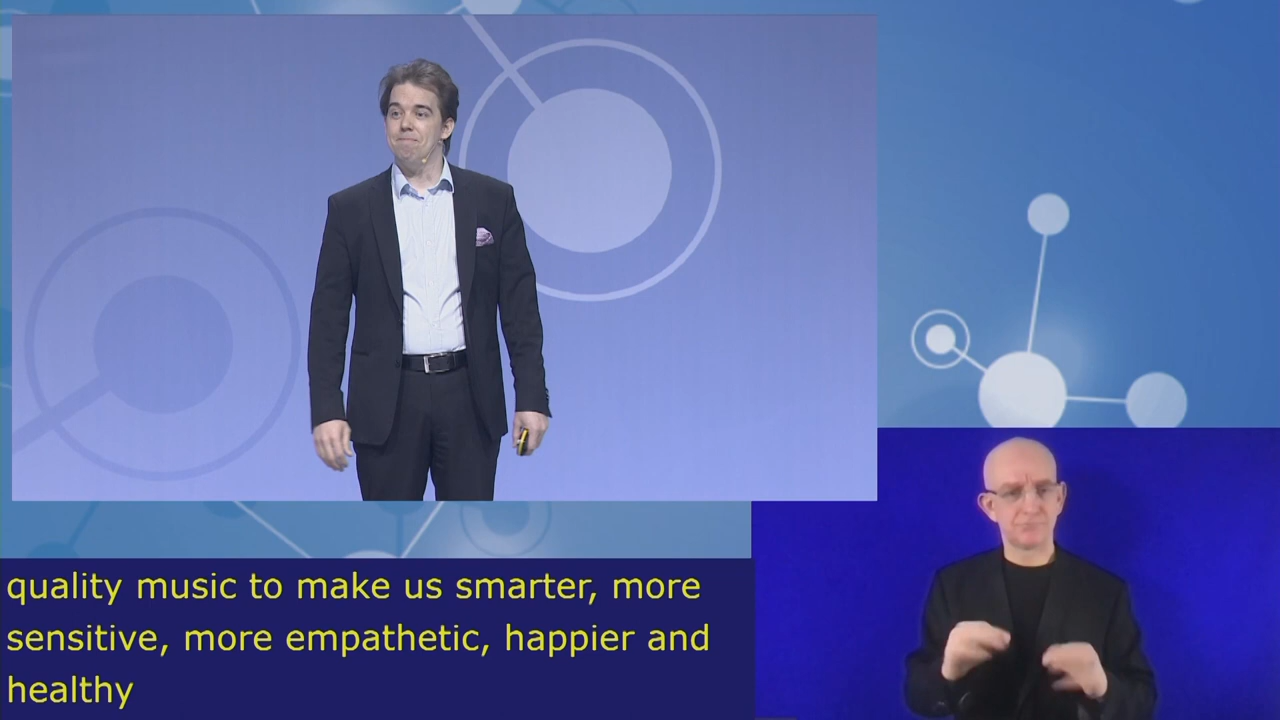 quality music to make us smarter, more
sensitive, more empathetic, happier and
healthy